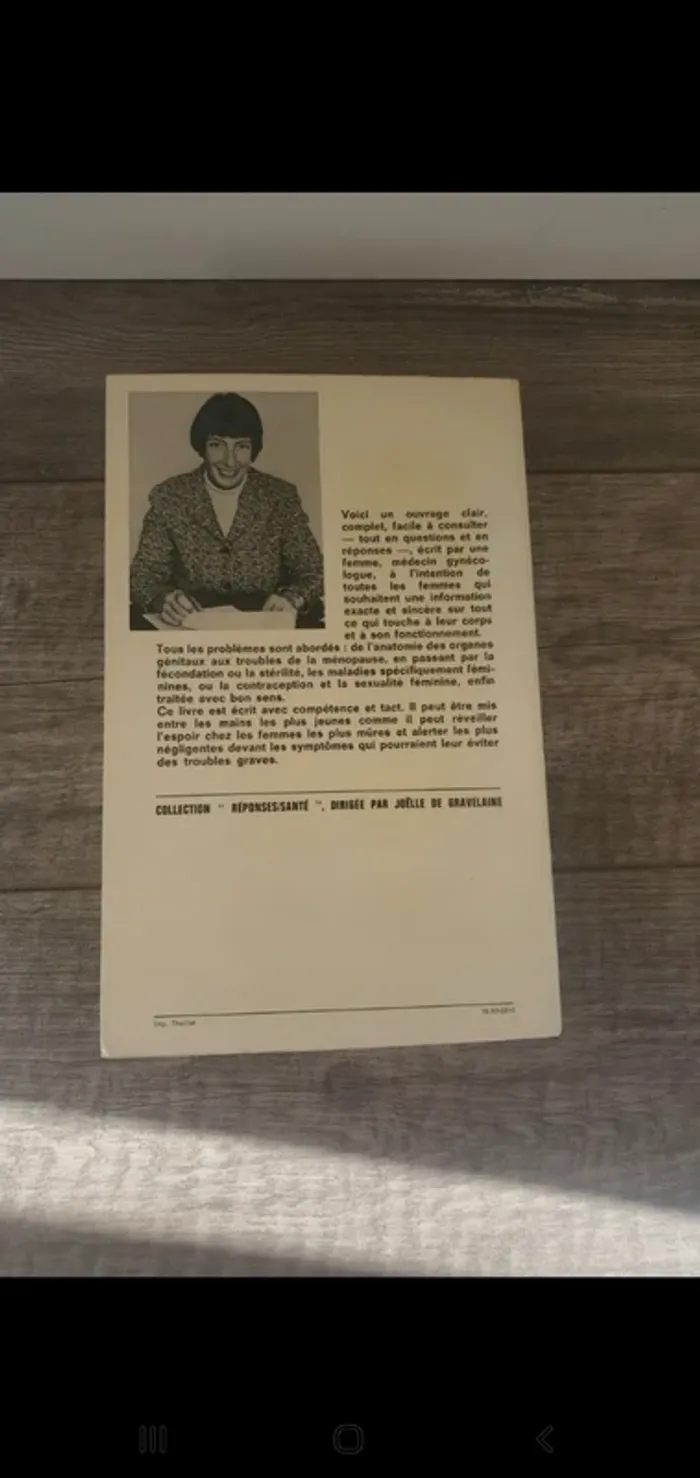 Voici un ouvrage clair,
complet, facile à consulter
— tout en questions et en
réponses —, écrit par une
femme, médecin gynéco-
logue, à l'intention de
toutes les femmes qui
souhaitent une information
exacte et sincère sur tout
ce qui touche à leur corps
et à son fonctionnement.
Tous les problèmes sont abordés : de l'anatomie des organes
génitaux aux troubles de la ménopause, en passant par la
fécondation ou la stérilité, les maladies spécifiquement fémi-
nines, ou la contraception et la sexualité féminine, enfin
traitée avec bon sens.
Ce livre est écrit avec compétence et tact. Il peut être mis
entre les mains les plus jeunes comme il peut réveiller
l'espoir chez les femmes les plus mûres et alerter les plus
négligentes devant les symptômes qui pourraient leur éviter
des troubles graves.
COLLECTION " RÉPONSES/SANTÉ ", DIRIGÉE PAR JOËLLE DE GRAVELAINE
Imp.